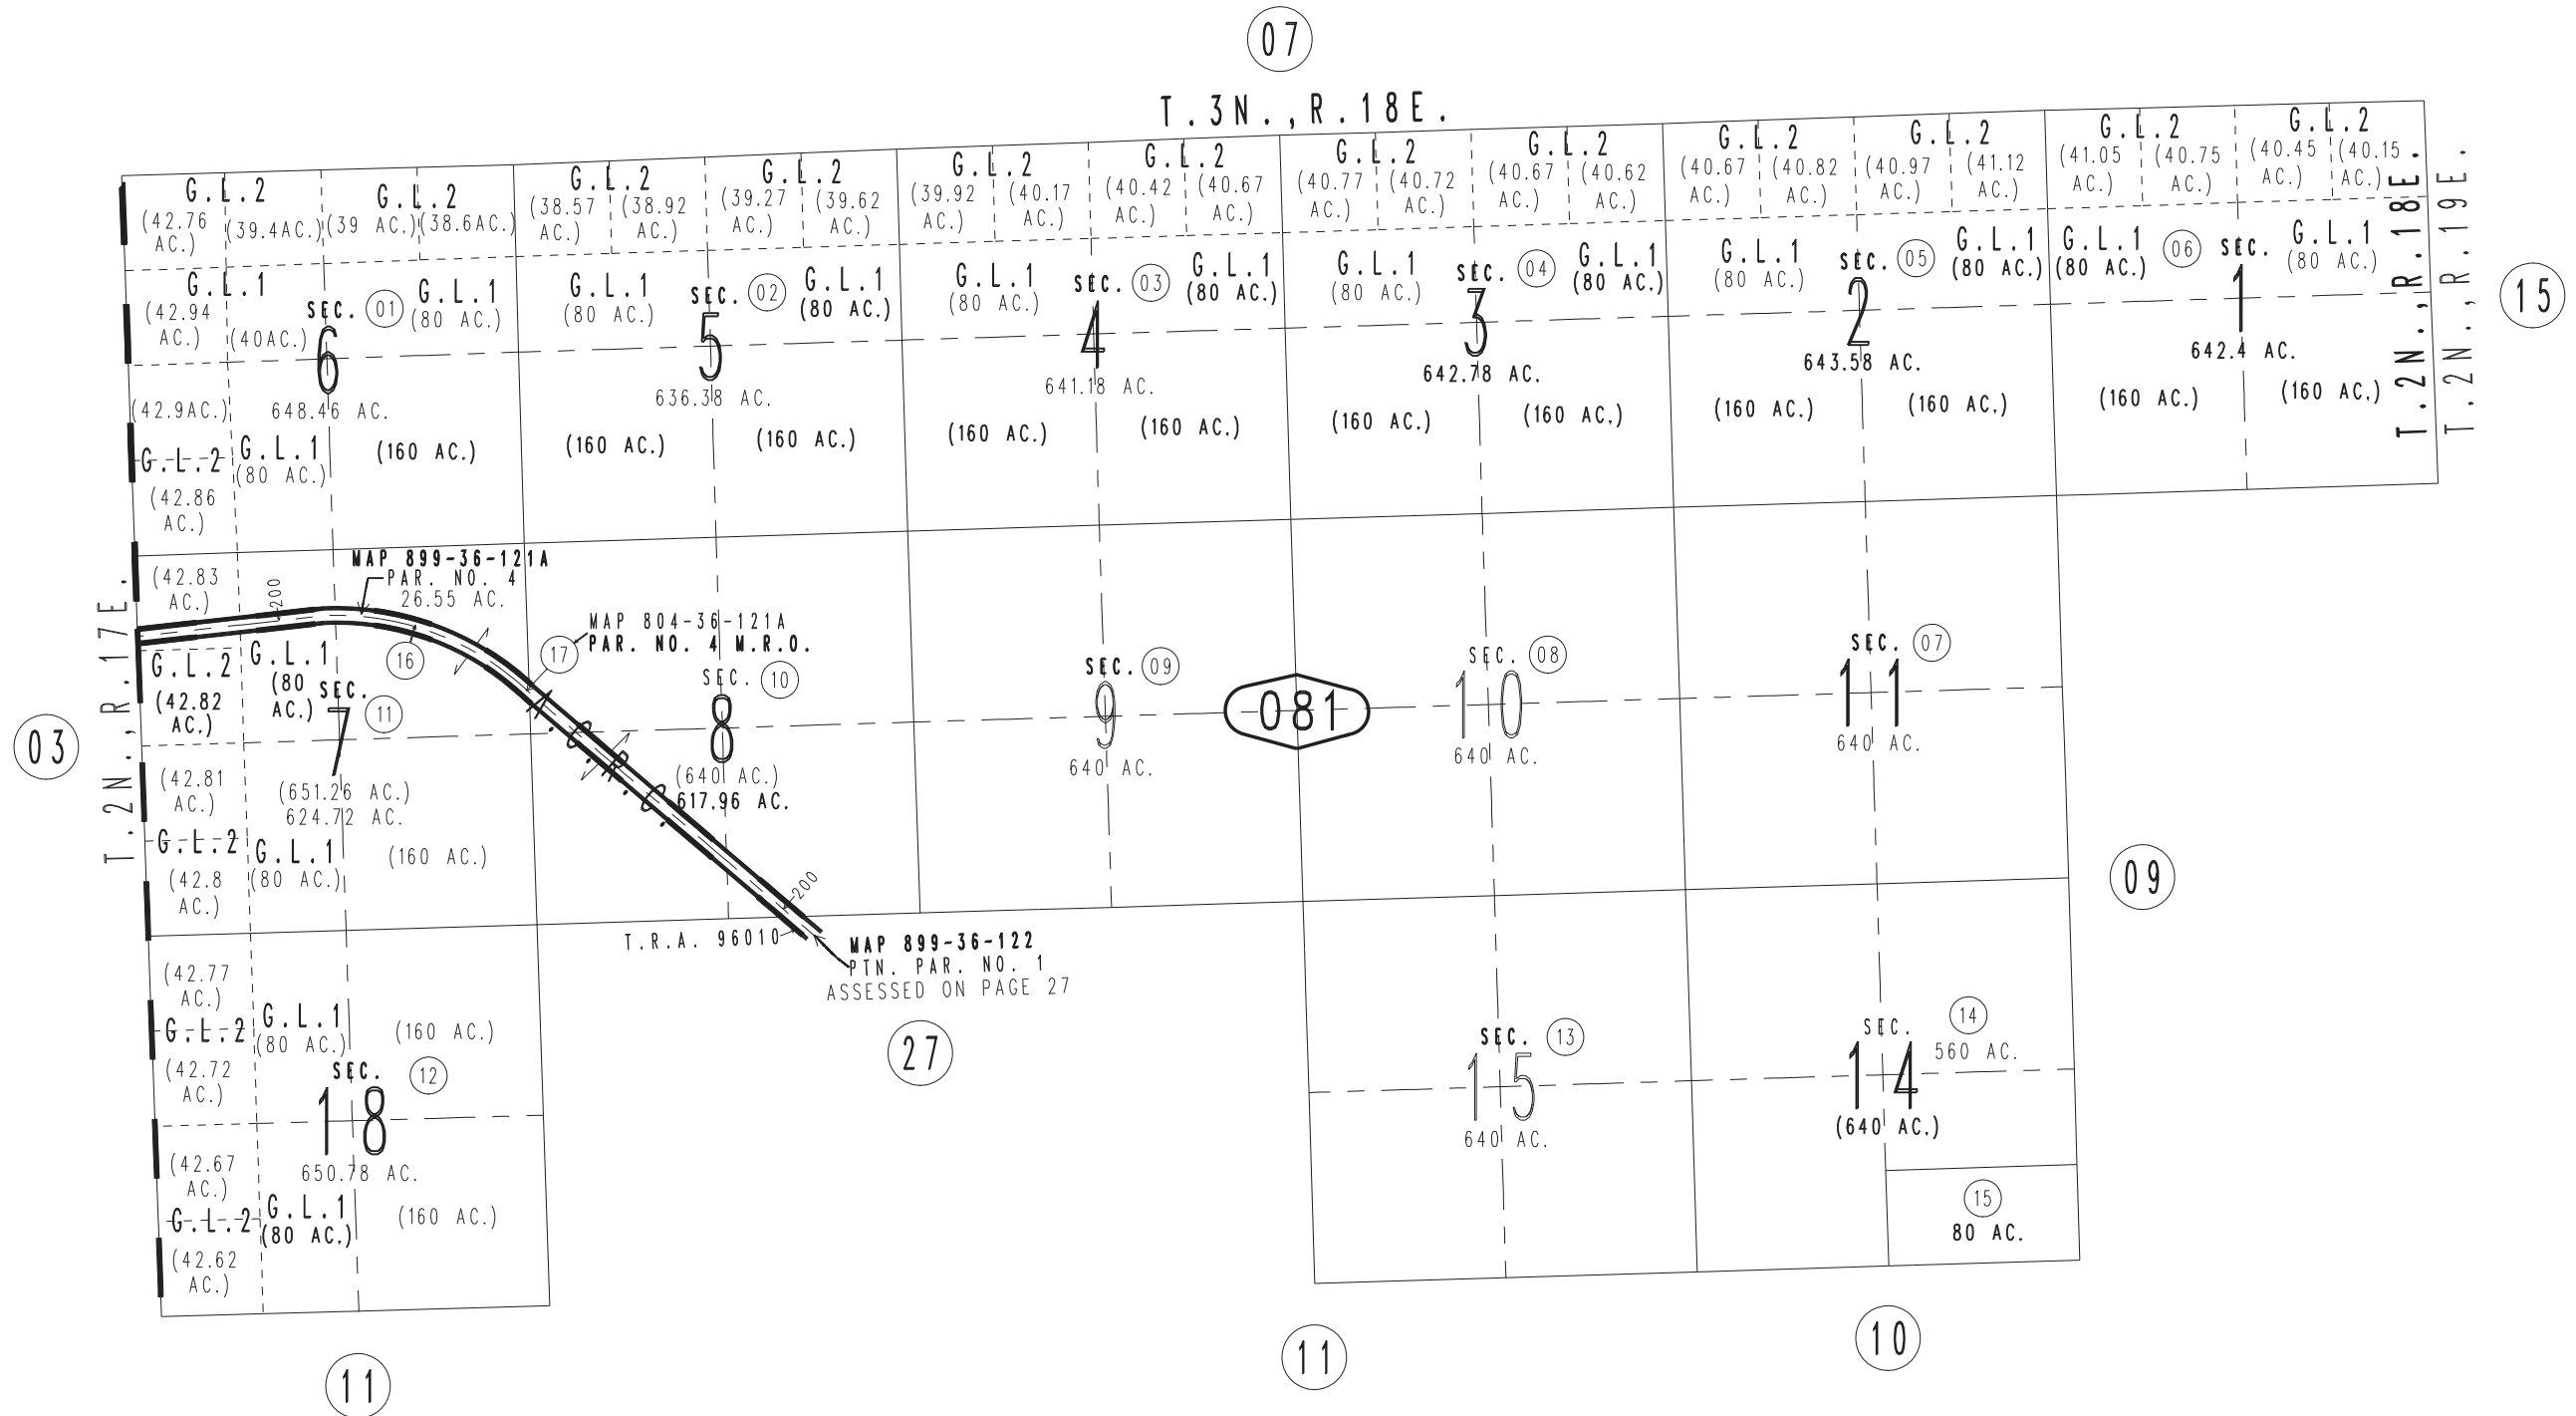 07
T.3N.,R.18E.
G.L.2 G.L.2 G.L.2 G.L.2 G.L.2 G.L.2 G.L.2 G.L.2 G.L.2 G.L.2 G.L.2 G.L.2
(42.76 AC.) (39.4AC.) (39 AC.) (38.6AC.) (38.57 AC.) (38.92 AC.) (39.27 AC.) (39.62 AC.) (39.92 AC.) (40.17 AC.) (40.42 AC.) (40.67 AC.) (40.77 AC.) (40.72 AC.) (40.67 AC.) (40.62 AC.) (40.67 AC.) (40.82 AC.) (40.97 AC.) (41.12 AC.) (41.05 AC.) (40.75 AC.) (40.45 AC.) (40.15 AC.)
G.L.1
(42.94 AC.)
(40AC.)
SEC. 01
6
648.46 AC.
G.L.1
(80 AC.)
(42.9AC.)
G.L.2
(42.86 AC.)
G.L.1
(80 AC.)
(160 AC.)
G.L.1
(80 AC.)
SEC. 02
5
636.38 AC.
G.L.1
(80 AC.)
(160 AC.)
(160 AC.)
G.L.1
(80 AC.)
SEC. 03
4
641.18 AC.
G.L.1
(80 AC.)
(160 AC.)
(160 AC.)
G.L.1
(80 AC.)
SEC. 04
3
642.78 AC.
G.L.1
(80 AC.)
(160 AC.)
(160 AC.)
G.L.1
(80 AC.)
SEC. 05
2
643.58 AC.
G.L.1
(80 AC.)
(160 AC.)
(160 AC.)
G.L.1
(80 AC.)
06 SEC.
1
642.4 AC.
G.L.1
(80 AC.)
(160 AC.)
(160 AC.)
T.2N.,R.18E.
T.2N.,R.19E.
15
T.2N.,R.17E.
03
(42.83
AC.)
200
MAP 899-36-121A
PAR. NO. 4
26.55 AC.
16
17
MAP 804-36-121A
PAR. NO. 4 M.R.O.
G.L.2
(42.82
AC.)
G.L.1
(80
AC.)
SEC. 11
7
(651.26 AC.)
624.72 AC.
(42.81
AC.)
G.L.2
(42.8
AC.)
G.L.1
(80 AC.)
(160 AC.)
SEC. 10
8
(640 AC.)
617.96 AC.
200
SEC. 09
9
640 AC.
081
SEC. 08
10
640 AC.
SEC. 07
11
640 AC.
09
T.R.A. 96010
MAP 899-36-122
PTN. PAR. NO. 1
ASSESSED ON PAGE 27
27
(42.77
AC.)
G.L.2
(42.72
AC.)
G.L.1
(80 AC.)
(160 AC.)
SEC. 12
18
650.78 AC.
(42.67
AC.)
G.L.2
(42.62
AC.)
G.L.1
(80 AC.)
(160 AC.)
SEC. 13
15
640 AC.
SEC. 14
560 AC.
14
(640 AC.)
15
80 AC.
11
11
10